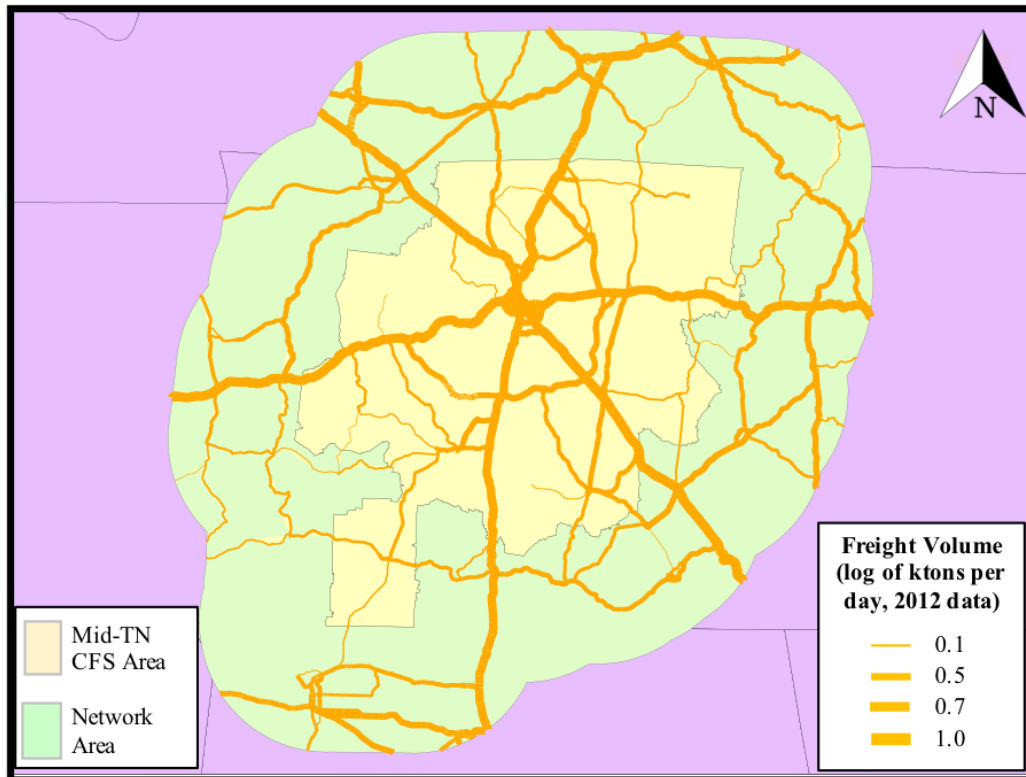 N
Mid-TN
CFS Area
Network
Area
Freight Volume
(log of ktons per
day, 2012 data)
0.1
0.5
0.7
1.0